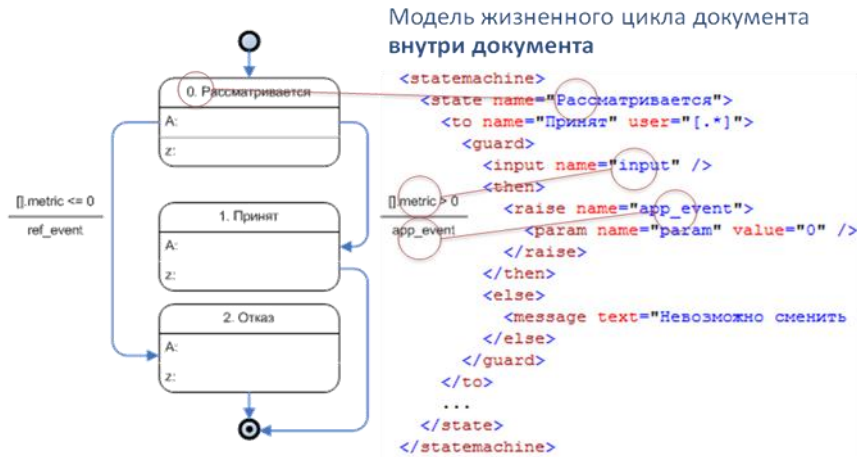 Модель жизненного цикла документа
внутри документа
0. Рассматривается
A:
z:
[].metric <= 0
ref_event
1. Принят
A:
z:
[].metric > 0
app_event
2. Отказ
A:
z:
<statemachine>
<state name="Рассматривается">
<to name="Принят" user="[.*]">
<guard>
<input name="input" />
<then>
<raise name="app_event">
<param name="param" value="0" />
</raise>
</then>
<else>
<message text="Невозможно сменить
</else>
</guard>
</to>
...
</state>
</statemachine>